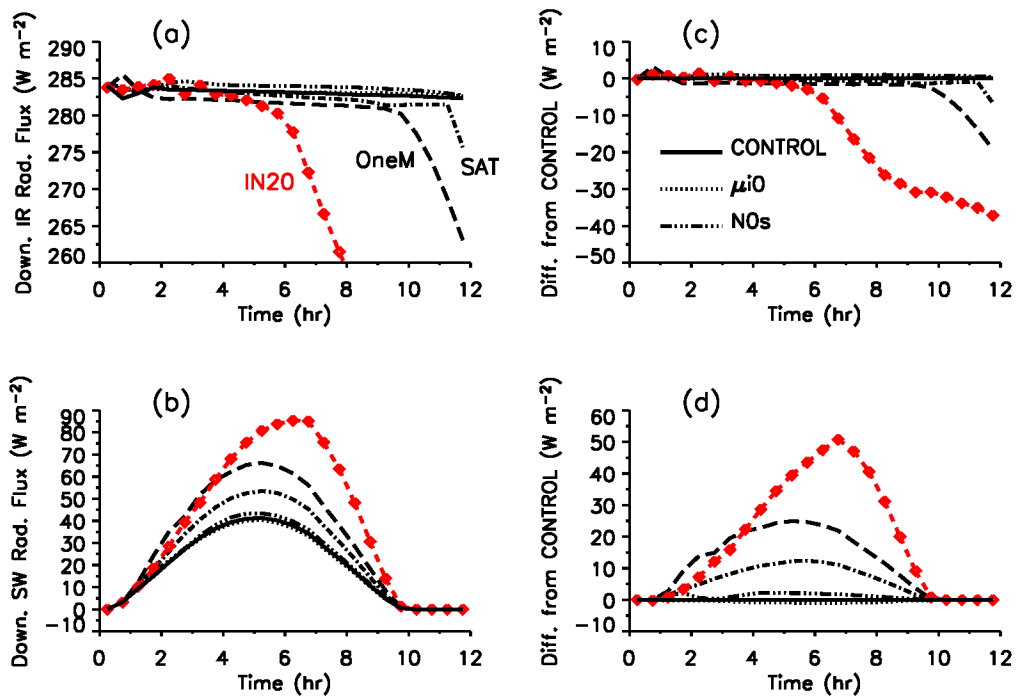 (a)
Down. IR Rad. Flux (W m−2)
290
285
280
275
270
265
260
IN20
OneM
SAT
0 2 4 6 8 10 12
Time (hr)
(c)
Diff. from CONTROL (W m−2)
10
0
−10
−20
−30
−40
−50
CONTROL
μi0
N0s
0 2 4 6 8 10 12
Time (hr)
(b)
Down. SW Rad. Flux (W m−2)
90
80
70
60
50
40
30
20
10
0
−10
0 2 4 6 8 10 12
Time (hr)
(d)
Diff. from CONTROL (W m−2)
60
50
40
30
20
10
0
−10
0 2 4 6 8 10 12
Time (hr)